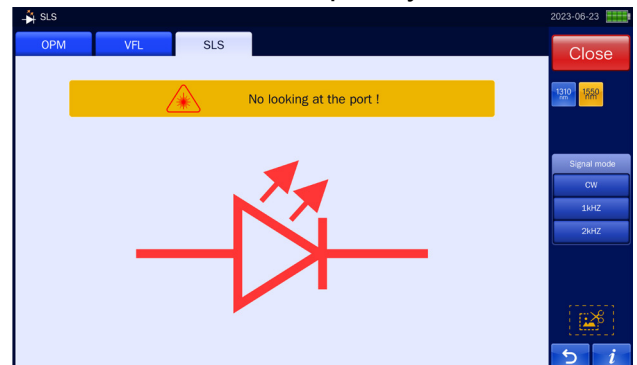 SLS
2023-06-23
OPM
VFL
SLS
Close
No looking at the port !
1310
nm
1550
nm
Signal mode
CW
1kHZ
2kHZ
i